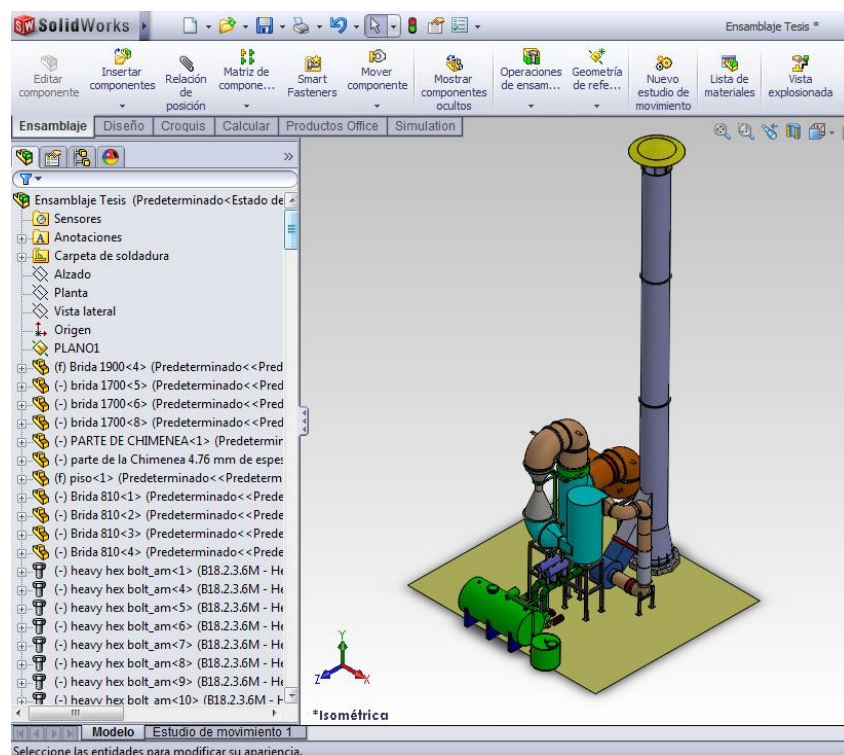 SolidWorks
Ensamblaje Tesis *
Editar componente
Insertar componentes
Relación de posición
Matriz de compone...
Smart Fasteners
Mover componente
Mostrar componentes ocultos
Operaciones de ensam...
Geometría de refe...
Nuevo estudio de movimiento
Lista de materiales
Vista explosionada
Ensamblaje Diseño Croquis Calcular Productos Office Simulation
Ensamblaje Tesis (Predeterminado<Estado de
Sensores
A Anotaciones
Carpeta de soldadura
Alzado
Planta
Vista lateral
Origen
PLANO1
(f) Brida 1900<4> (Predeterminado<<Pred
(-) brida 1700<5> (Predeterminado<<Pred
(-) brida 1700<6> (Predeterminado<<Pred
(-) brida 1700<8> (Predeterminado<<Pred
(-) PARTE DE CHIMENEA<1> (Predetermin
(-) parte de la Chimenea 4.76 mm de espes
(f) piso<1> (Predeterminado<<Predeterm
(-) Brida 810<1> (Predeterminado<<Prede
(-) Brida 810<2> (Predeterminado<<Prede
(-) Brida 810<3> (Predeterminado<<Prede
(-) Brida 810<4> (Predeterminado<<Prede
(-) heavy hex bolt_am<1> (B18.2.3.6M - He
(-) heavy hex bolt_am<4> (B18.2.3.6M - He
(-) heavy hex bolt_am<5> (B18.2.3.6M - He
(-) heavy hex bolt_am<6> (B18.2.3.6M - He
(-) heavy hex bolt_am<7> (B18.2.3.6M - He
(-) heavy hex bolt_am<8> (B18.2.3.6M - He
(-) heavy hex bolt_am<9> (B18.2.3.6M - He
(-) heavy hex bolt_am<10> (B18.2.3.6M - H
Y
Z X
*Isométrica
Modelo Estudio de movimiento 1
Seleccione las entidades para modificar su apariencia.